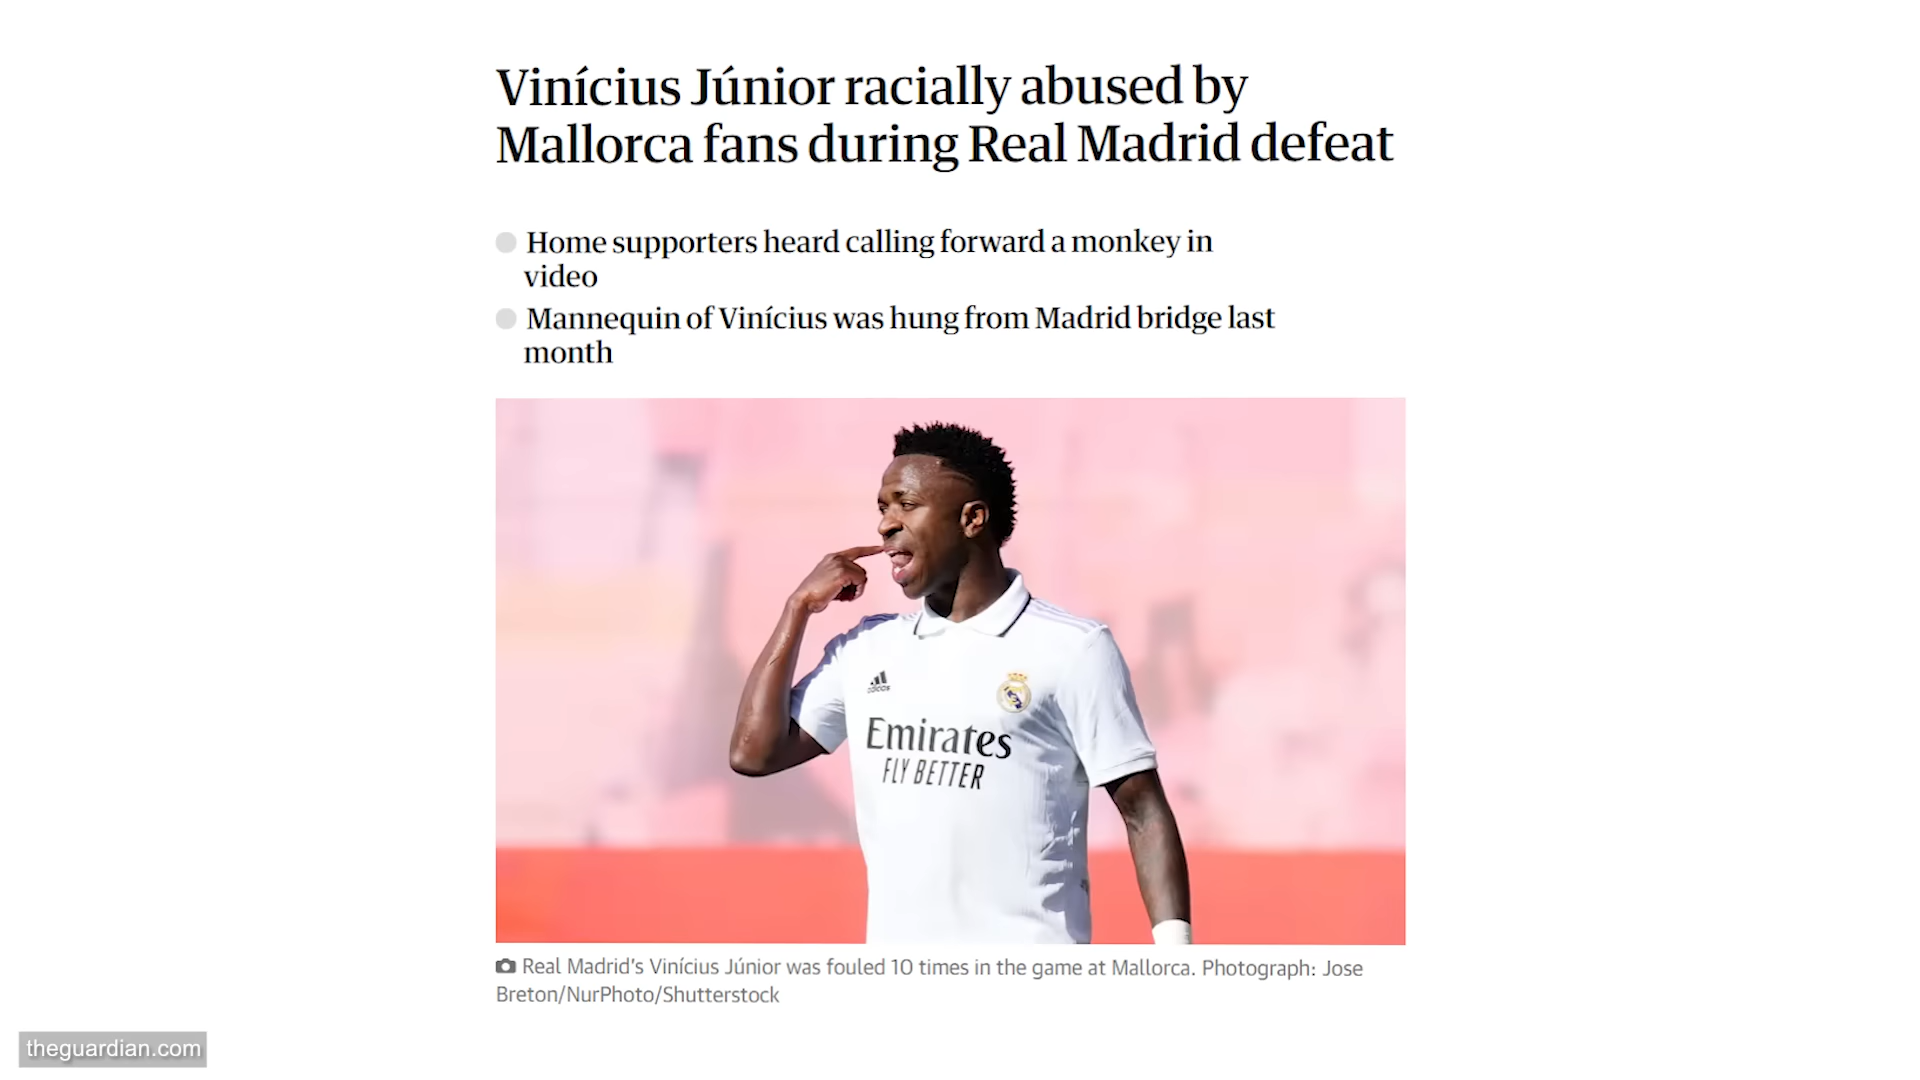 Vinícius Júnior racially abused by
Mallorca fans during Real Madrid defeat
Home supporters heard calling forward a monkey in
video
Mannequin of Vinícius was hung from Madrid bridge last
month
adidas
Emirates
FLY BETTER
Real Madrid's Vinícius Júnior was fouled 10 times in the game at Mallorca. Photograph: Jose
Breton/NurPhoto/Shutterstock
theguardian.com